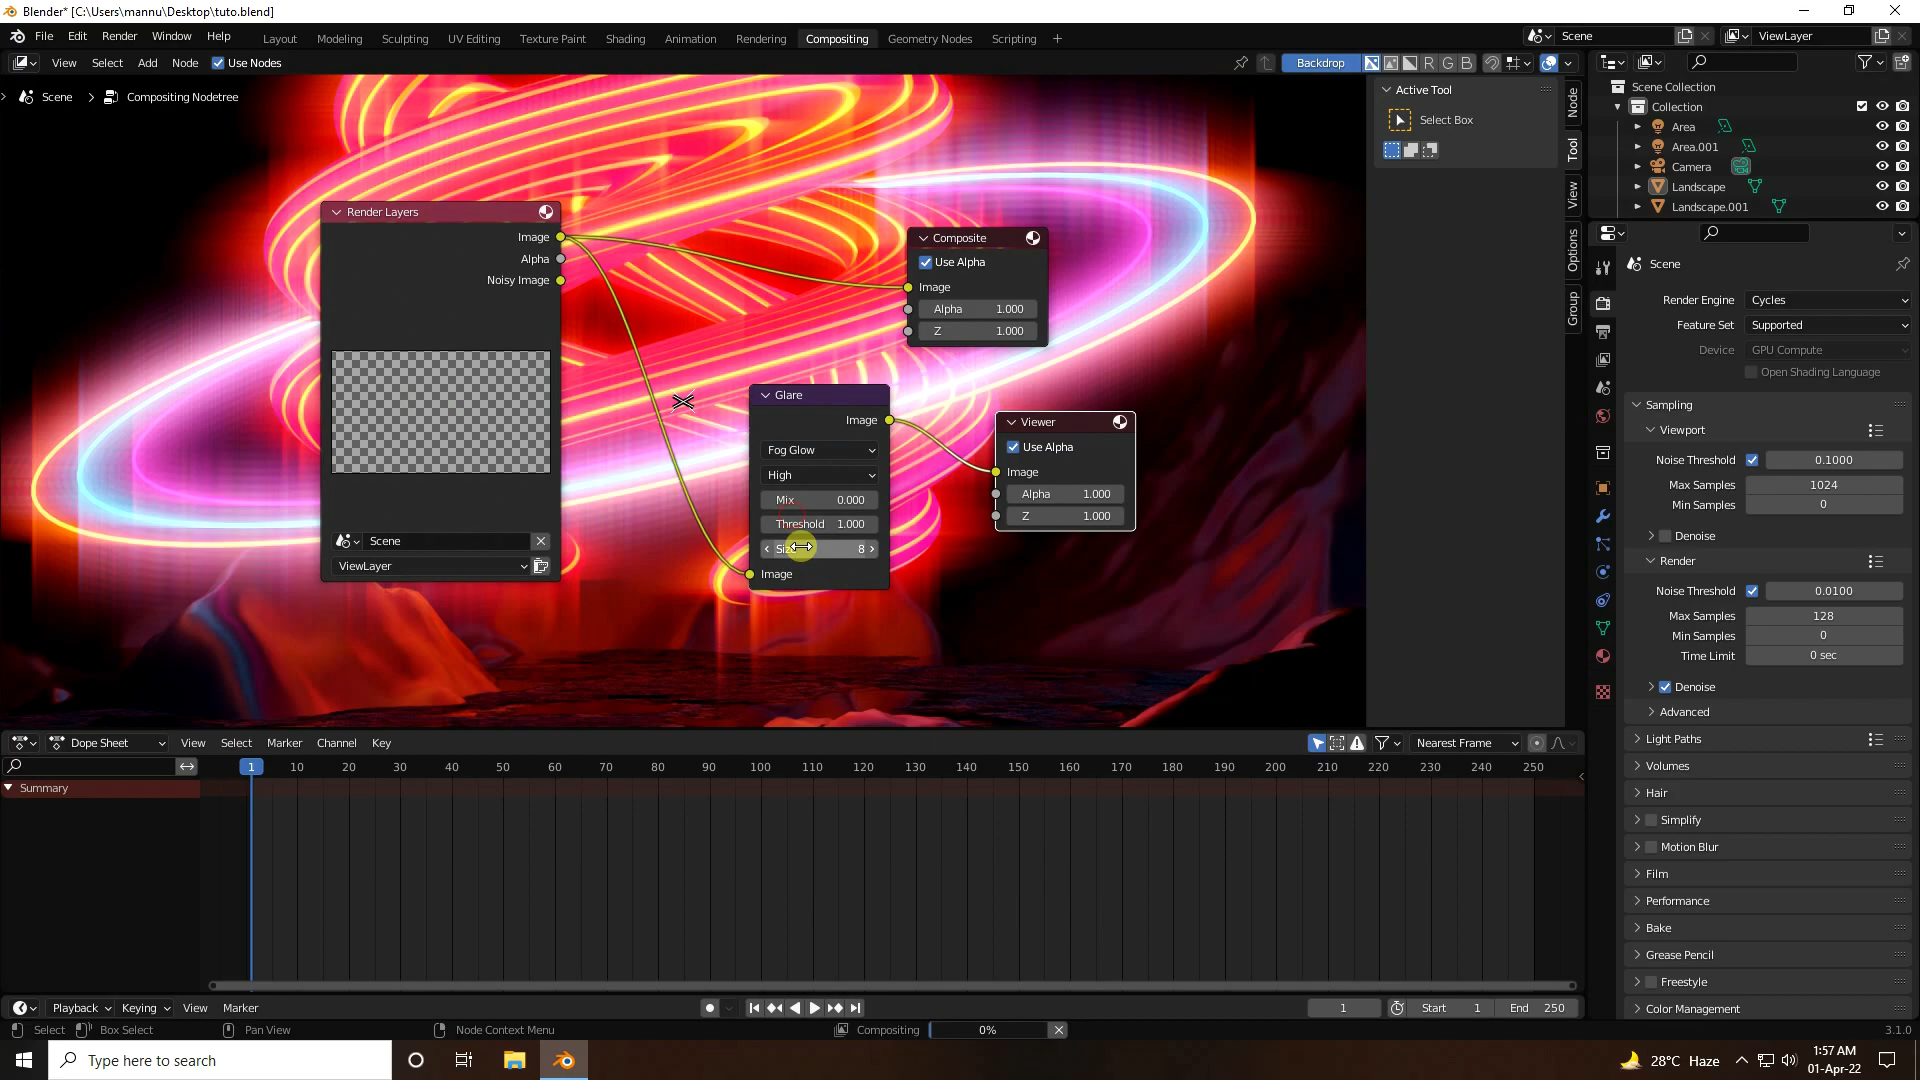 Blender* [C:\Users\mannu\Desktop\tuto.blend]
File Edit Render Window Help Layout Modeling Sculpting UV Editing Texture Paint Shading Animation Rendering Compositing Geometry Nodes Scripting + Scene ViewLayer
View Select Add Node Use Nodes Backdrop R G B
Scene > Compositing Nodetree
Active Tool
Select Box
Node
Tool
View
Options
Group
Render Layers
Image
Alpha
Noisy Image
Scene
ViewLayer
Composite
Use Alpha
Image
Alpha 1.000
Z 1.000
Glare
Image
Fog Glow
High
Mix 0.000
Threshold 1.000
8
Image
Viewer
Use Alpha
Image
Alpha 1.000
Z 1.000
Scene Collection
Collection
Area
Area.001
Camera
Landscape
Landscape.001
Scene
Render Engine Cycles
Feature Set Supported
Device GPU Compute
Open Shading Language
Sampling
Viewport
Noise Threshold 0.1000
Max Samples 1024
Min Samples 0
Denoise
Render
Noise Threshold 0.0100
Max Samples 128
Min Samples 0
Time Limit 0 sec
Denoise
Advanced
Light Paths
Volumes
Hair
Simplify
Motion Blur
Film
Performance
Bake
Grease Pencil
Freestyle
Color Management
Dope Sheet View Select Marker Channel Key Nearest Frame
1 10 20 30 40 50 60 70 80 90 100 110 120 130 140 150 160 170 180 190 200 210 220 230 240 250
Summary
Playback Keying View Marker 1 Start 1 End 250
Select Box Select Pan View Node Context Menu Compositing 0% 3.1.0
Type here to search 28°C Haze 1:57 AM
01-Apr-22